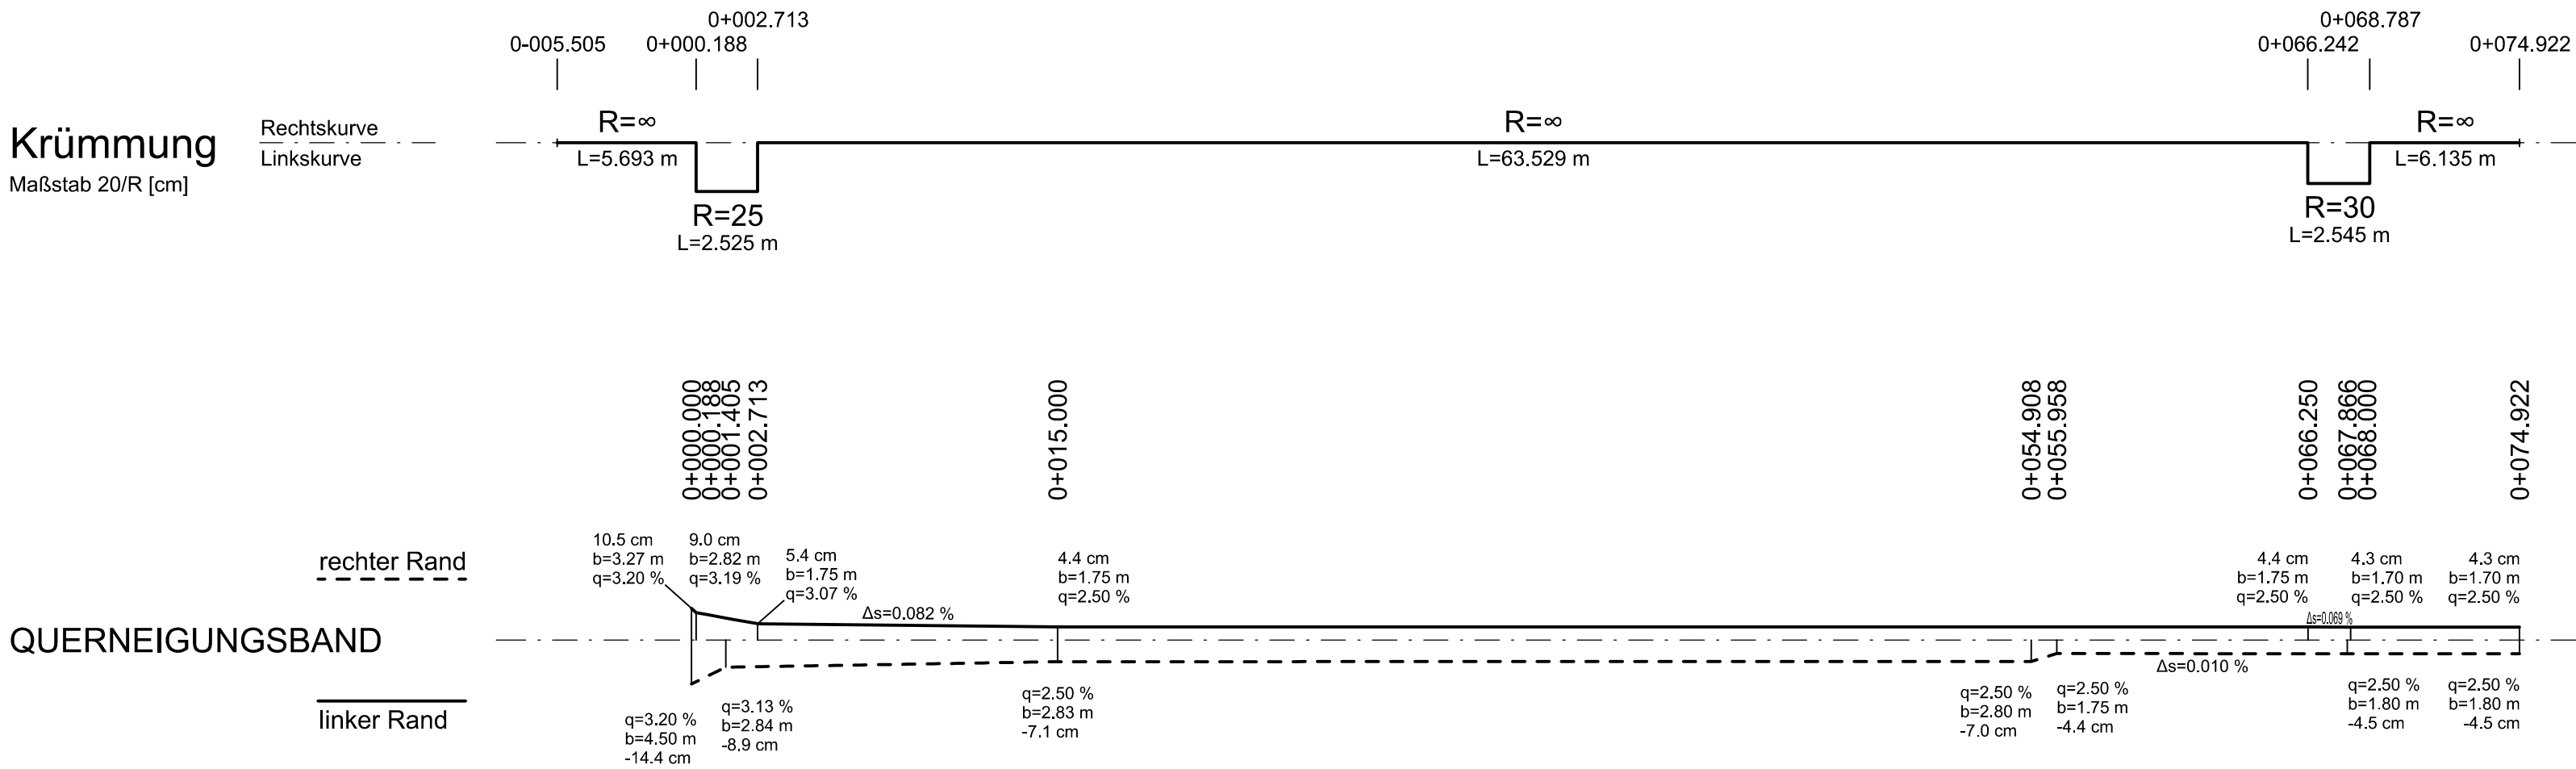 0+002.713
0+068.787
0-005.505
0+000.188
0+066.242
0+074.922
Krümmung
Maßstab 20/R [cm]
Rechtskurve
Linkskurve
R=∞
L=5.693 m
R=25
L=2.525 m
R=∞
L=63.529 m
R=30
L=2.545 m
R=∞
L=6.135 m
0+000.000
0+000.188
0+001.405
0+002.713
0+015.000
0+054.908
0+055.958
0+066.250
0+067.866
0+068.000
0+074.922
rechter Rand
QUERNEIGUNGSBAND
linker Rand
10.5 cm
b=3.27 m
q=3.20 %
9.0 cm
b=2.82 m
q=3.19 %
5.4 cm
b=1.75 m
q=3.07 %
Δs=0.082 %
4.4 cm
b=1.75 m
q=2.50 %
4.4 cm
b=1.75 m
q=2.50 %
Δs=0.069 %
4.3 cm
b=1.70 m
q=2.50 %
4.3 cm
b=1.70 m
q=2.50 %
q=3.20 %
b=4.50 m
-14.4 cm
q=3.13 %
b=2.84 m
-8.9 cm
q=2.50 %
b=2.83 m
-7.1 cm
q=2.50 %
b=2.80 m
-7.0 cm
q=2.50 %
b=1.75 m
-4.4 cm
Δs=0.010 %
q=2.50 %
b=1.80 m
-4.5 cm
q=2.50 %
b=1.80 m
-4.5 cm